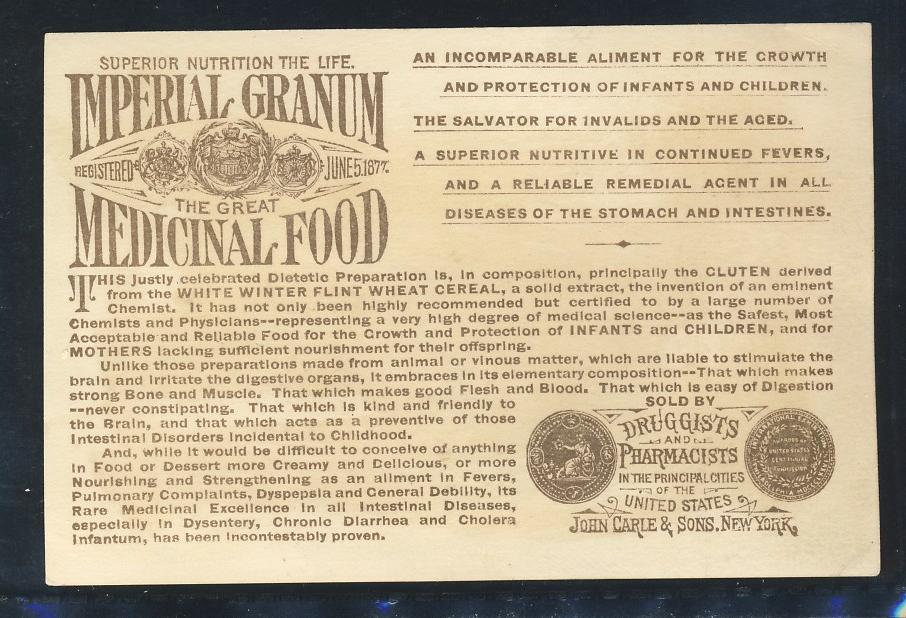 SUPERIOR NUTRITION THE LIFE.
IMPERIAL GRANUM
REGISTERED JUNE 5. 1877.
THE GREAT
MEDICINAL FOOD
AN INCOMPARABLE ALIMENT FOR THE GROWTH
AND PROTECTION OF INFANTS AND CHILDREN.
THE SALVATOR FOR INVALIDS AND THE AGED.
A SUPERIOR NUTRITIVE IN CONTINUED FEVERS,
AND A RELIABLE REMEDIAL AGENT IN ALL
DISEASES OF THE STOMACH AND INTESTINES.
THIS justly celebrated Dietetic Preparation is, in composition, principally the GLUTEN derived
from the WHITE WINTER FLINT WHEAT CEREAL, a solid extract, the invention of an eminent
Chemist. It has not only been highly recommended but certified to by a large number of
Chemists and Physicians--representing a very high degree of medical science--as the Safest, Most
Acceptable and Reliable Food for the Growth and Protection of INFANTS and CHILDREN, and for
MOTHERS lacking sufficient nourishment for their offspring.
Unlike those preparations made from animal or vinous matter, which are liable to stimulate the
brain and irritate the digestive organs, it embraces in its elementary composition--That which makes
strong Bone and Muscle. That which makes good Flesh and Blood. That which is easy of Digestion
--never constipating. That which is kind and friendly to
the Brain, and that which acts as a preventive of those
Intestinal Disorders incidental to Childhood.
And, while it would be difficult to conceive of anything
in Food or Dessert more Creamy and Delicious, or more
Nourishing and Strengthening as an aliment in Fevers,
Pulmonary Complaints, Dyspepsia and General Debility, its
Rare Medicinal Excellence in all Intestinal Diseases,
especially in Dysentery, Chronic Diarrhea and Cholera
Infantum, has been incontestably proven.
SOLD BY
DRUGGISTS
AND
PHARMACISTS
IN THE PRINCIPAL CITIES
OF THE
UNITED STATES
JOHN CARLE & SONS. NEW YORK.
UNITED STATES
CENTENNIAL
COMMISSION